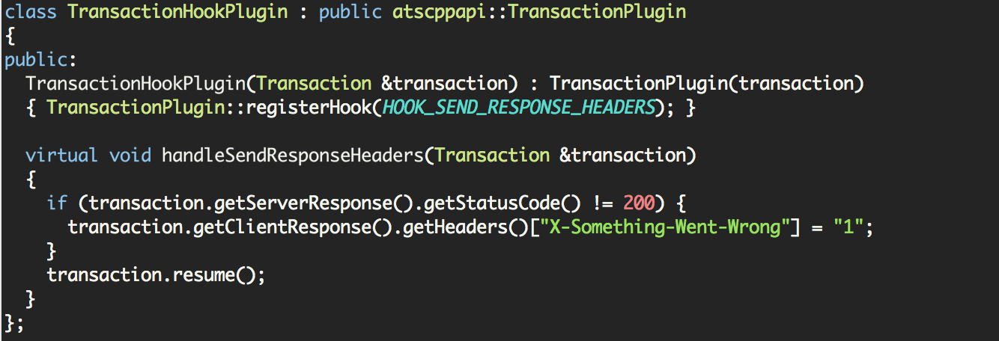 class TransactionHookPlugin : public atscppapi::TransactionPlugin
{
public:
  TransactionHookPlugin(Transaction &transaction) : TransactionPlugin(transaction)
  { TransactionPlugin::registerHook(HOOK_SEND_RESPONSE_HEADERS); }

  virtual void handleSendResponseHeaders(Transaction &transaction)
  {
    if (transaction.getServerResponse().getStatusCode() != 200) {
      transaction.getClientResponse().getHeaders()["X-Something-Went-Wrong"] = "1";
    }
    transaction.resume();
  }
};